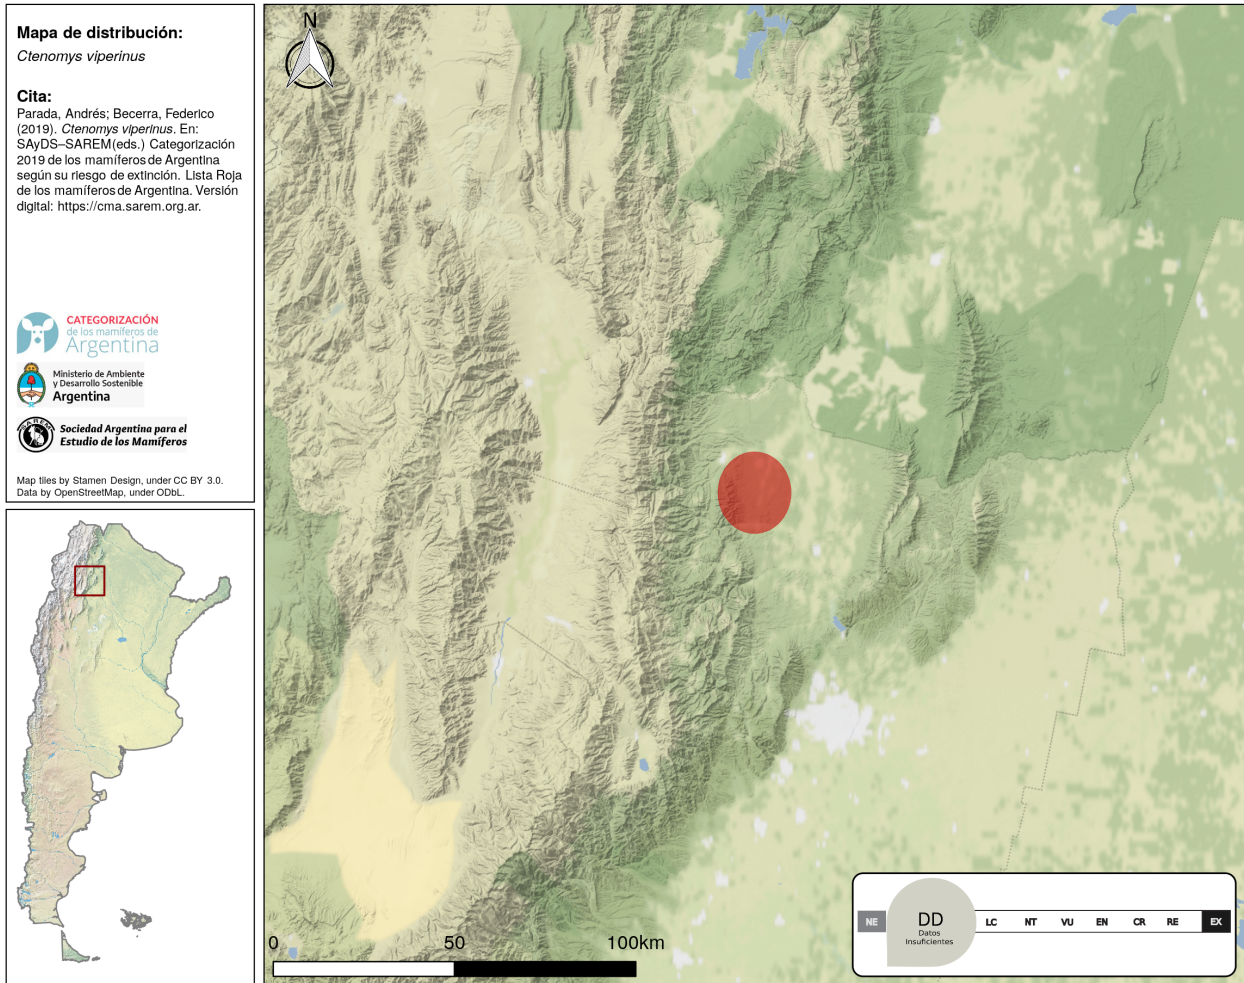 Mapa de distribución:
Ctenomys viperinus
Cita:
Parada, Andrés; Becerra, Federico
(2019). Ctenomys viperinus. En:
SAyDS–SAREM(eds.) Categorización
2019 de los mamíferos de Argentina
según su riesgo de extinción. Lista Roja
de los mamíferos de Argentina. Versión
digital: https://cma.sarem.org.ar.
CATEGORIZACIÓN
de los mamíferos de
Argentina
Ministerio de Ambiente
y Desarrollo Sostenible
Argentina
SAREM
Sociedad Argentina para el
Estudio de los Mamíferos
Map tiles by Stamen Design, under CC BY 3.0.
Data by OpenStreetMap, under ODbL.
N
0 50 100km
NE DD LC NT VU EN CR RE EX
Datos
Insuficientes